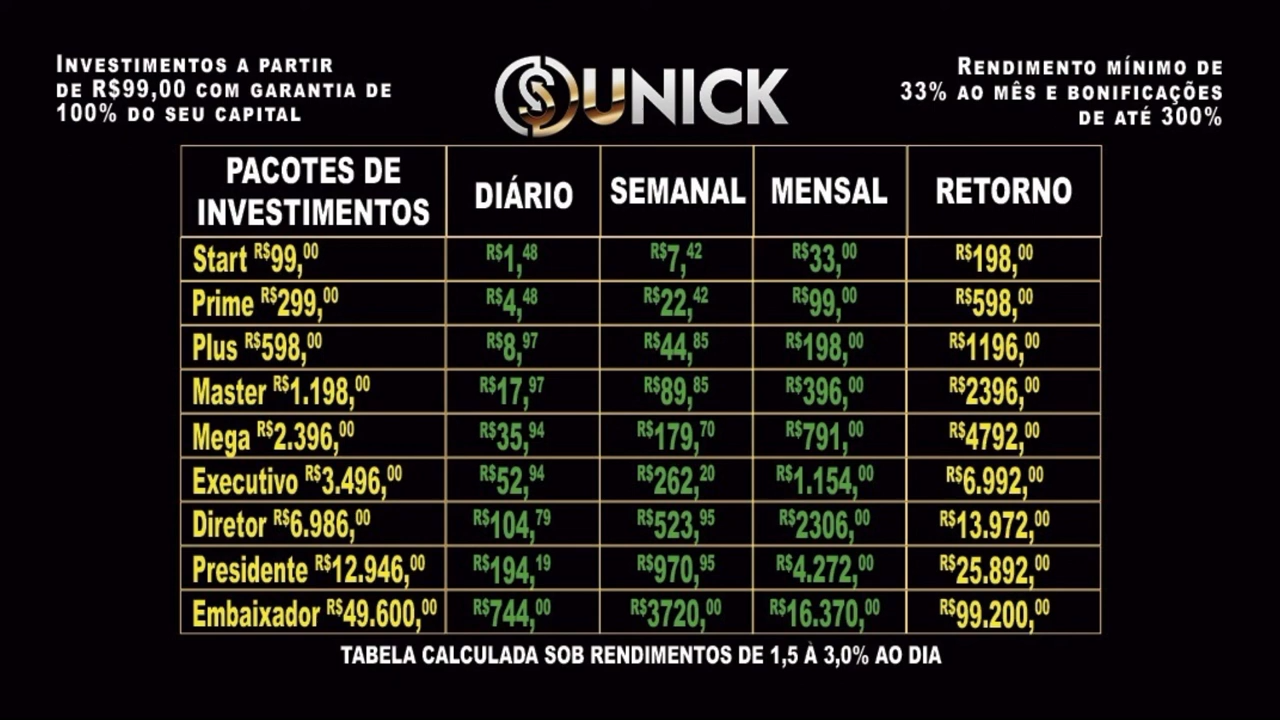 INVESTIMENTOS A PARTIR
DE R$99,00 COM GARANTIA DE
100% DO SEU CAPITAL
UNICK
RENDIMENTO MÍNIMO DE
33% AO MÊS E BONIFICAÇÕES
DE ATÉ 300%
PACOTES DE
INVESTIMENTOS
DIÁRIO
SEMANAL
MENSAL
RETORNO
Start R$99,00 R$1,48 R$7,42 R$33,00 R$198,00
Prime R$299,00 R$4,48 R$22,42 R$99,00 R$598,00
Plus R$598,00 R$8,97 R$44,85 R$198,00 R$1196,00
Master R$1.198,00 R$17,97 R$89,85 R$396,00 R$2396,00
Mega R$2.396,00 R$35,94 R$179,70 R$791,00 R$4792,00
Executivo R$3.496,00 R$52,94 R$262,20 R$1.154,00 R$6.992,00
Diretor R$6.986,00 R$104,79 R$523,95 R$2306,00 R$13.972,00
Presidente R$12.946,00 R$194,19 R$970,95 R$4.272,00 R$25.892,00
Embaixador R$49.600,00 R$744,00 R$3720,00 R$16.370,00 R$99.200,00
TABELA CALCULADA SOB RENDIMENTOS DE 1,5 À 3,0% AO DIA